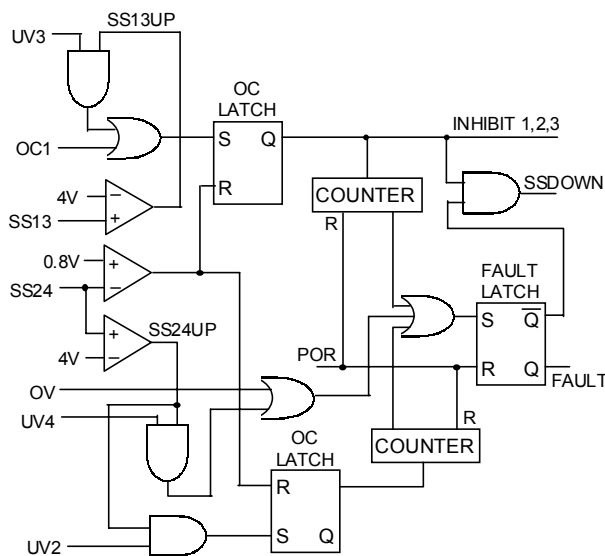 SS13UP
UV3
OC
LATCH
S Q
INHIBIT 1,2,3
OC1
R
4V
−
+
SS13
COUNTER
R
SSDOWN
0.8V
+
−
SS24
FAULT
LATCH
S Q
+
−
4V
SS24UP
POR
R Q
FAULT
OV
UV4
R
COUNTER
OC
LATCH
R
S Q
UV2